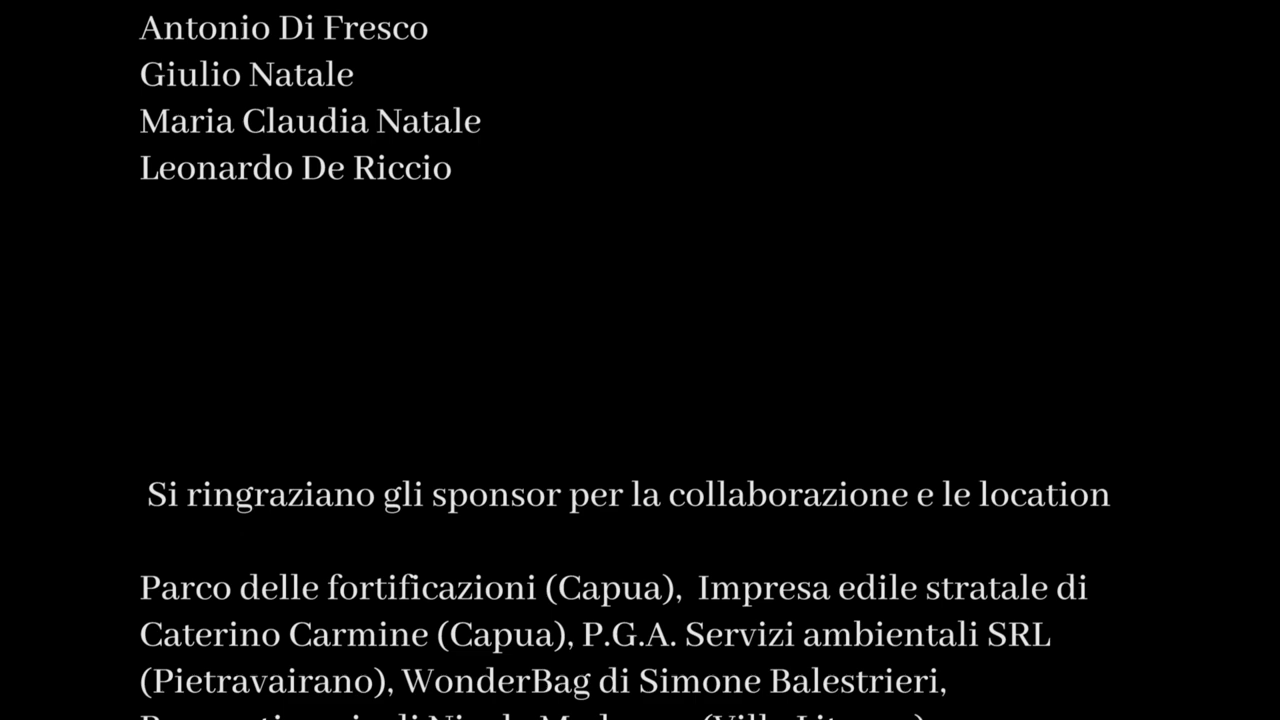 Antonio Di Fresco
Giulio Natale
Maria Claudia Natale
Leonardo De Riccio
Si ringraziano gli sponsor per la collaborazione e le location
Parco delle fortificazioni (Capua), Impresa edile stratale di
Caterino Carmine (Capua), P.G.A. Servizi ambientali SRL
(Pietravairano), WonderBag di Simone Balestrieri,